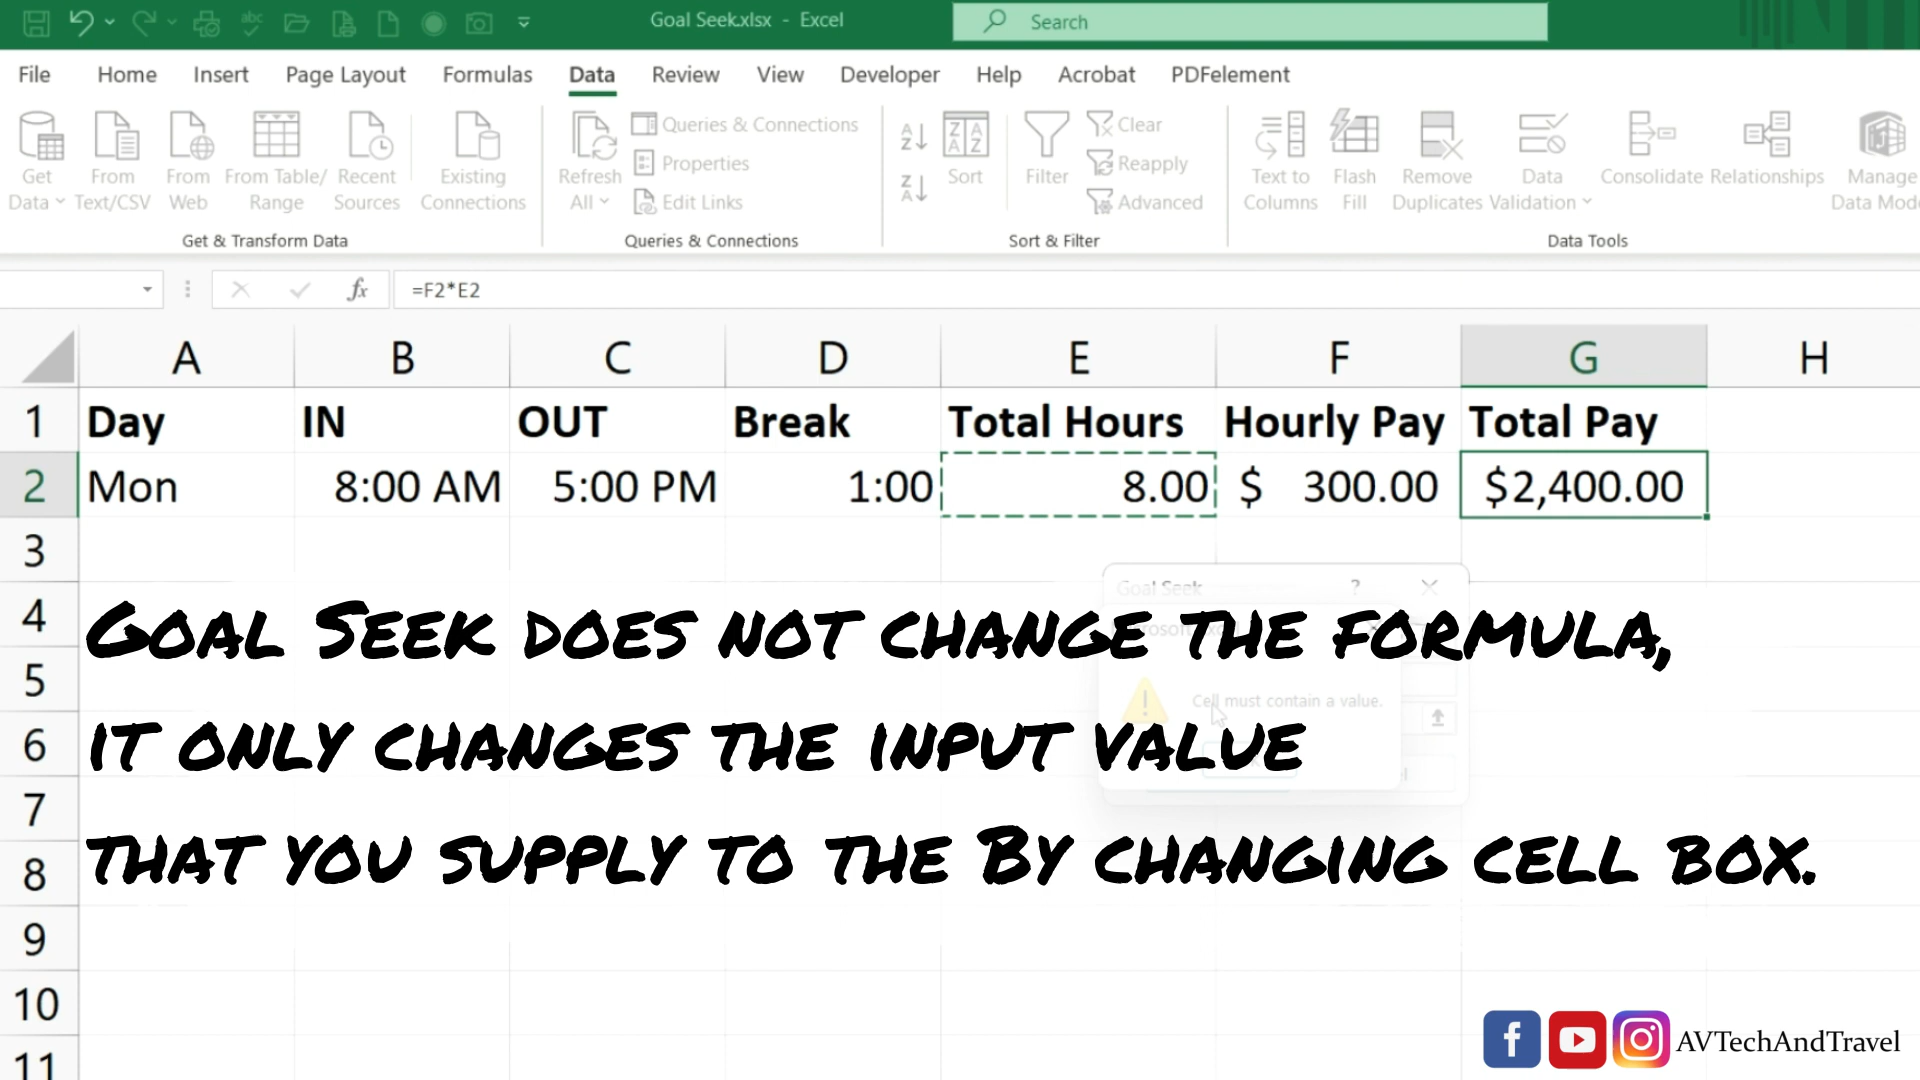 Goal Seek.xlsx - Excel
Search
File Home Insert Page Layout Formulas Data Review View Developer Help Acrobat PDFelement
Get Data
From Text/CSV
From Web
From Table/ Range
Recent Sources
Existing Connections
Get & Transform Data
Refresh All
Queries & Connections
Properties
Edit Links
Queries & Connections
Sort
Filter
Clear
Reapply
Advanced
Sort & Filter
Text to Columns
Flash Fill
Remove Duplicates
Data Validation
Consolidate
Relationships
Manage
Data
Data Tools
fx =F2*E2
A B C D E F G H
1 Day IN OUT Break Total Hours Hourly Pay Total Pay
2 Mon 8:00 AM 5:00 PM 1:00 8.00 $ 300.00 $2,400.00
3
Goal Seek ?
4 Goal Seek does not change the formula,
5
Cell must contain a value.
6 it only changes the input value
7
8 that you supply to the By changing cell box.
9
10
11
AVTechAndTravel